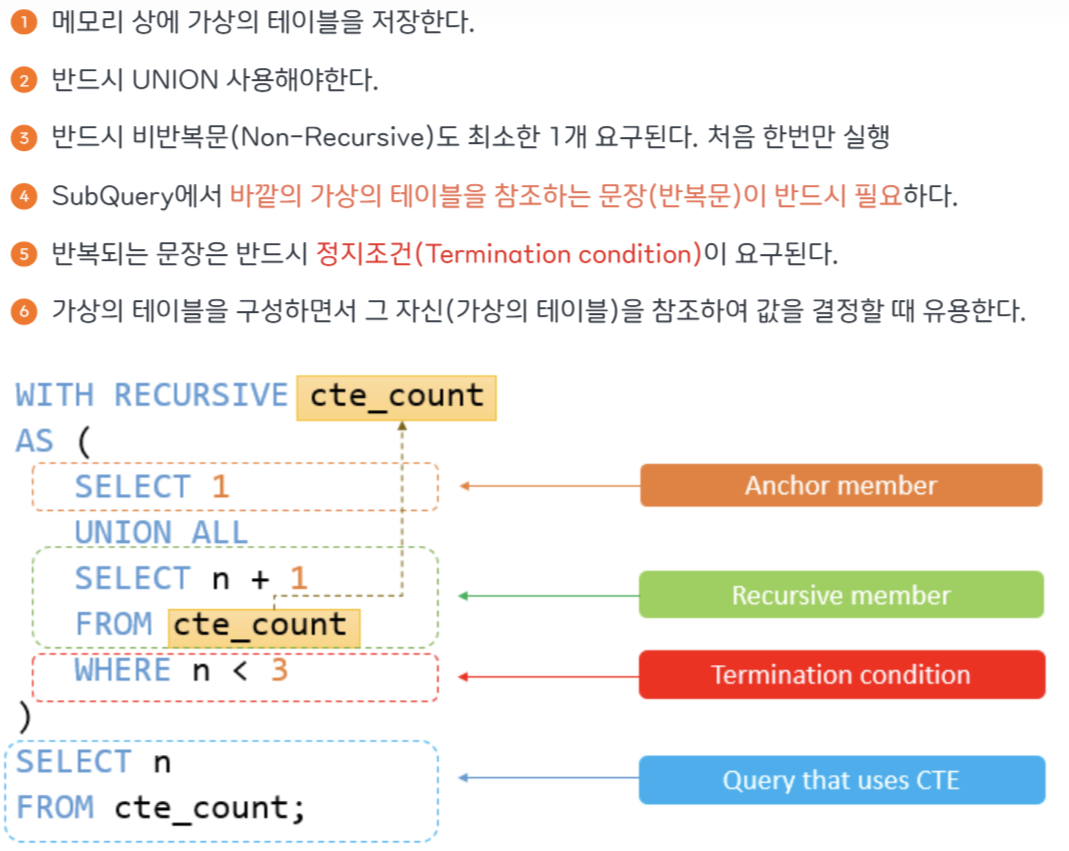 1 메모리 상에 가상의 테이블을 저장한다.
2 반드시 UNION 사용해야한다.
3 반드시 비반복문(Non-Recursive)도 최소한 1개 요구된다. 처음 한번만 실행
4 SubQuery에서 바깥의 가상의 테이블을 참조하는 문장(반복문)이 반드시 필요하다.
5 반복되는 문장은 반드시 정지조건(Termination condition)이 요구된다.
6 가상의 테이블을 구성하면서 그 자신(가상의 테이블)을 참조하여 값을 결정할 때 유용한다.
WITH RECURSIVE cte_count
AS (
SELECT 1
Anchor member
UNION ALL
SELECT n + 1
Recursive member
FROM cte_count
WHERE n < 3
Termination condition
)
SELECT n
Query that uses CTE
FROM cte_count;